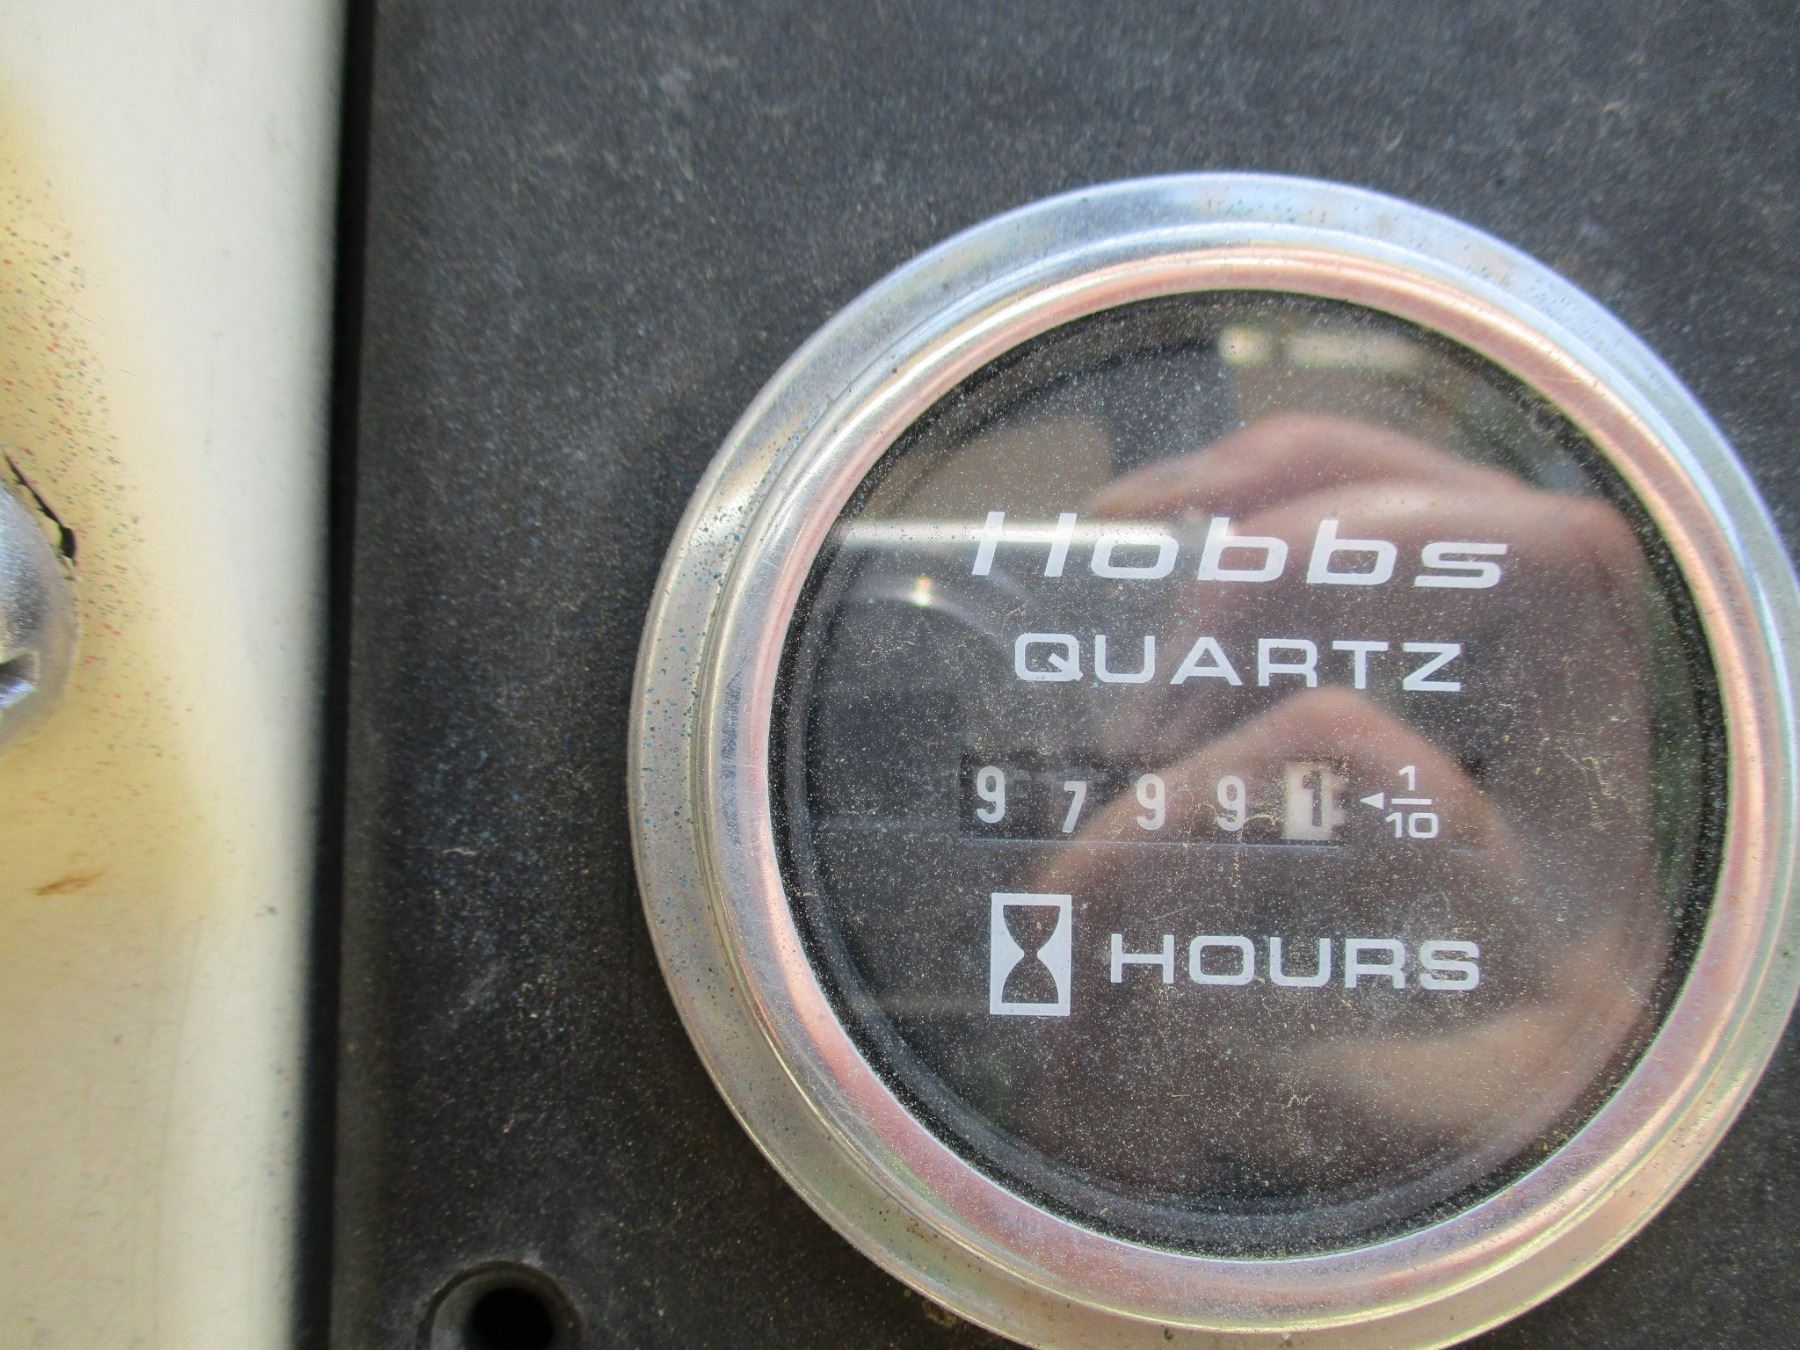 Hobbs
QUARTZ
9 7 9 9 1 ◄ 1/10
HOURS